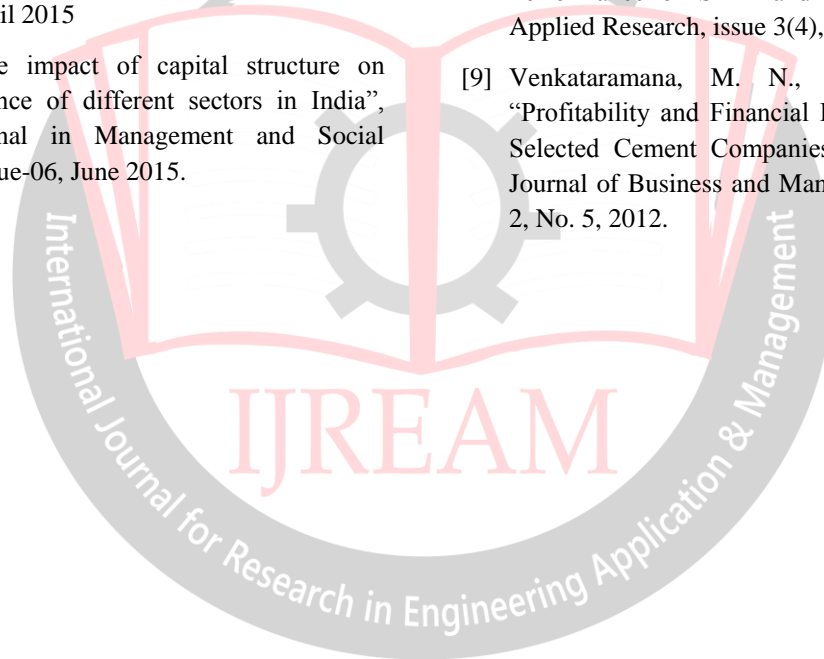 il 2015
e impact of capital structure on
nce of different sectors in India”,
nal in Management and Social
ue-06, June 2015.
Applied Research, issue 3(4),
[9] Venkataramana, M. N.,
“Profitability and Financial
Selected Cement Companies
Journal of Business and Man
2, No. 5, 2012.
IJREAM
International Journal for Research in Engineering Application & Management